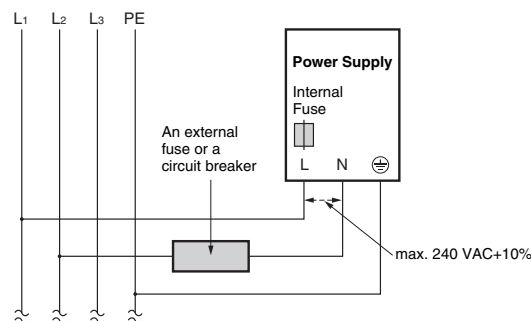 L1 L2 L3 PE
Power Supply
Internal
Fuse
An external
fuse or a
circuit breaker
L N
max. 240 VAC+10%